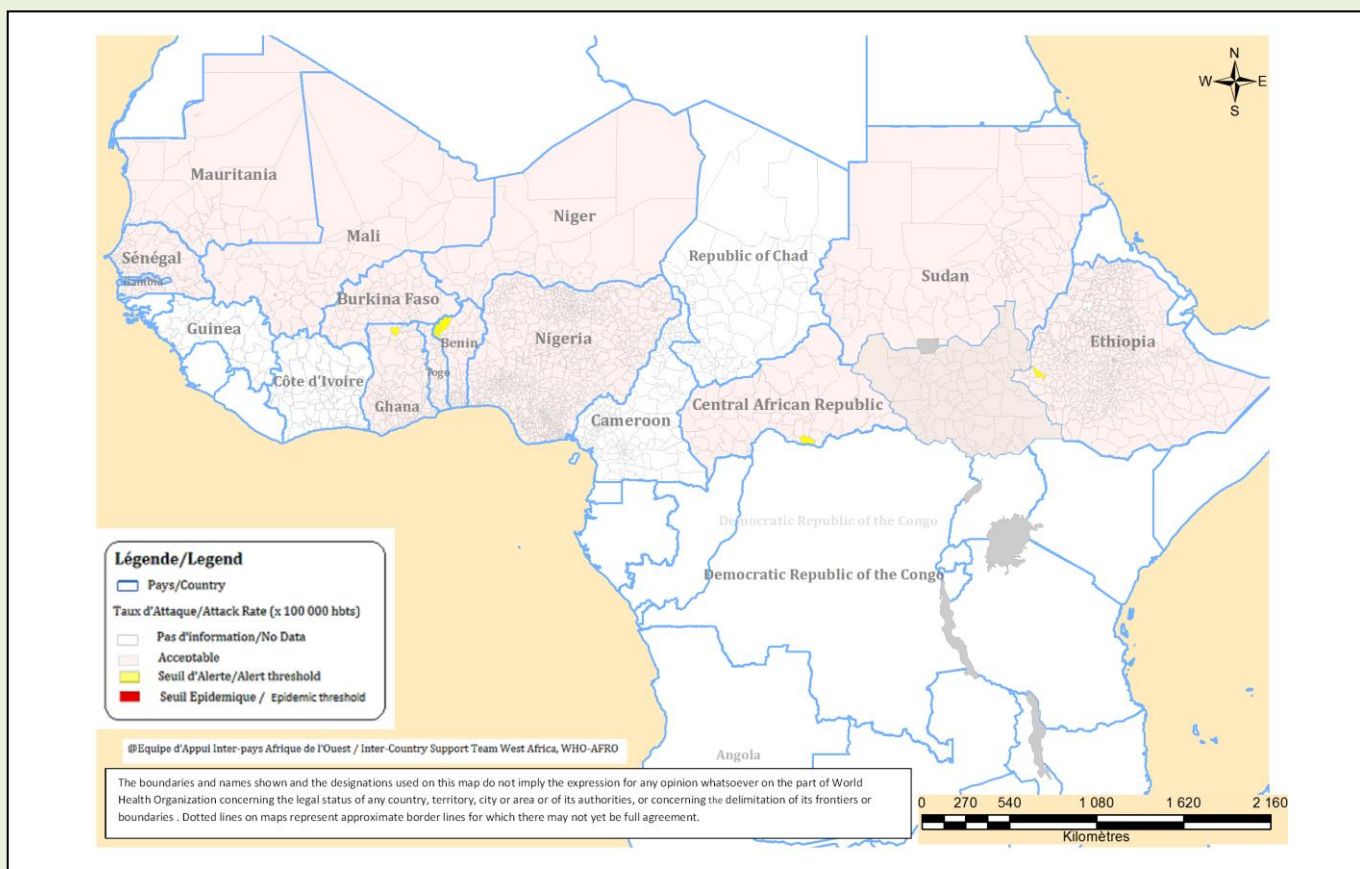 N
W E
S
Mauritania
Mali
Niger
Republic of Chad
Sudan
Sénégal
Gambia
Burkina Faso
Guinea
Benin
Nigeria
Ethiopia
Côte d'Ivoire
Togo
Ghana
Cameroon
Central African Republic
Democratic Republic of the Congo
Democratic Republic of the Congo
Angola
Légende/Legend
Pays/Country
Taux d'Attaque/Attack Rate (x 100 000 hbts)
Pas d'information/No Data
Acceptable
Seuil d'Alerte/Alert threshold
Seuil Epidemique / Epidemic threshold
@Equipe d'Appui Inter-pays Afrique de l'Ouest / Inter-Country Support Team West Africa, WHO-AFRO
The boundaries and names shown and the designations used on this map do not imply the expression for any opinion whatsoever on the part of World
Health Organization concerning the legal status of any country, territory, city or area or of its authorities, or concerning the delimitation of its frontiers or
boundaries . Dotted lines on maps represent approximate border lines for which there may not yet be full agreement.
0 270 540 1 080 1 620 2 160
Kilomètres